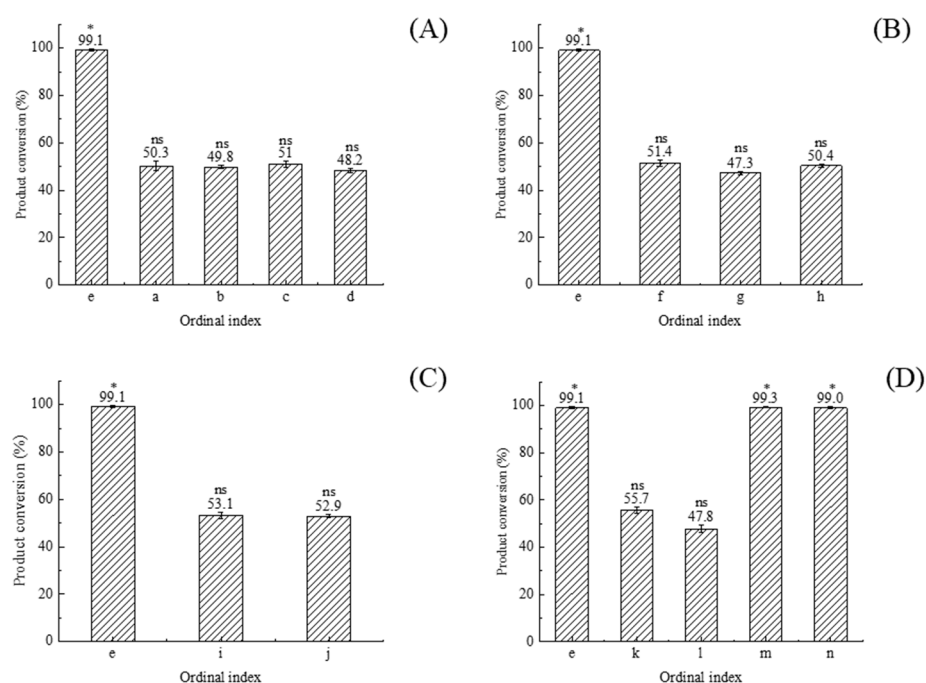 (A)
*
99.1
ns
50.3
ns
49.8
ns
51
ns
48.2
100
80
60
40
20
0
Product conversion (%)
e a b c d
Ordinal index
(B)
*
99.1
ns
51.4
ns
47.3
ns
50.4
100
80
60
40
20
0
Product conversion (%)
e f g h
Ordinal index
(C)
*
99.1
ns
53.1
ns
52.9
100
80
60
40
20
0
Product conversion (%)
e i j
Ordinal index
(D)
*
99.1
ns
55.7
ns
47.8
*
99.3
*
99.0
100
80
60
40
20
0
Product conversion (%)
e k l m n
Ordinal index